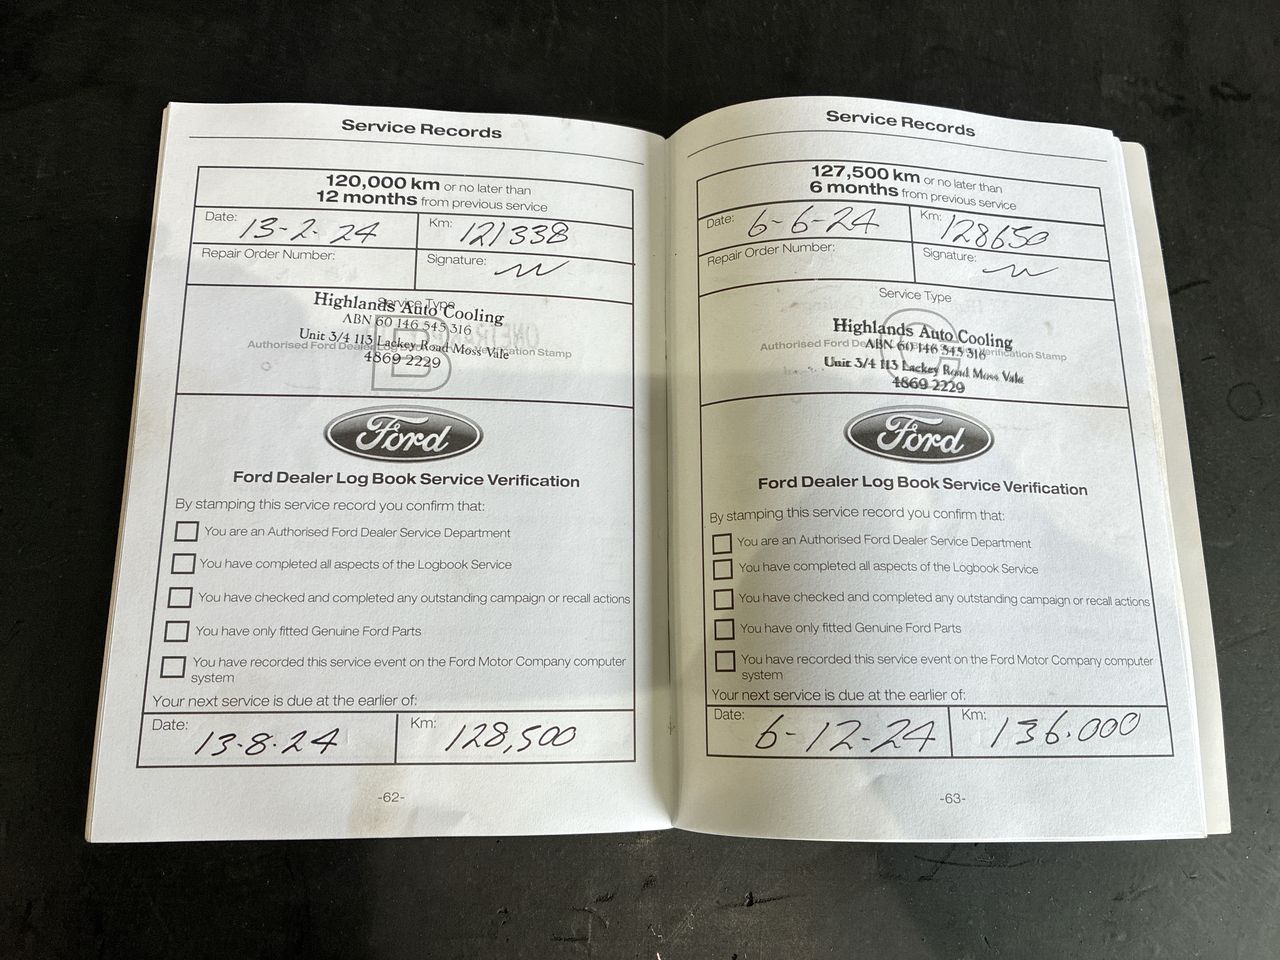 Service Records
120,000 km or no later than
12 months from previous service
Date: 13-2-24 Km: 121338
Repair Order Number: Signature:
Service Type
B
Authorised Ford Dealer Stamp
Highlands Auto Cooling
ABN 60 146 545 316
Unit 3/4 113 Lackey Road Moss Vale
4869 2229
Ford
Ford Dealer Log Book Service Verification
By stamping this service record you confirm that:
You are an Authorised Ford Dealer Service Department
You have completed all aspects of the Logbook Service
You have checked and completed any outstanding campaign or recall actions
You have only fitted Genuine Ford Parts
You have recorded this service event on the Ford Motor Company computer
system
Your next service is due at the earlier of:
Date: 13.8.24 Km: 128,500
-62-
Service Records
127,500 km or no later than
6 months from previous service
Date: 6-6-24 Km: 128650
Repair Order Number: Signature:
Service Type
C
Authorised Ford Dealer Verification Stamp
Highlands Auto Cooling
ABN 60 146 545 316
Unit 3/4 113 Lackey Road Moss Vale
4869 2229
Ford
Ford Dealer Log Book Service Verification
By stamping this service record you confirm that:
You are an Authorised Ford Dealer Service Department
You have completed all aspects of the Logbook Service
You have checked and completed any outstanding campaign or recall actions
You have only fitted Genuine Ford Parts
You have recorded this service event on the Ford Motor Company computer
system
Your next service is due at the earlier of:
Date: 6-12-24 Km: 136.000
-63-